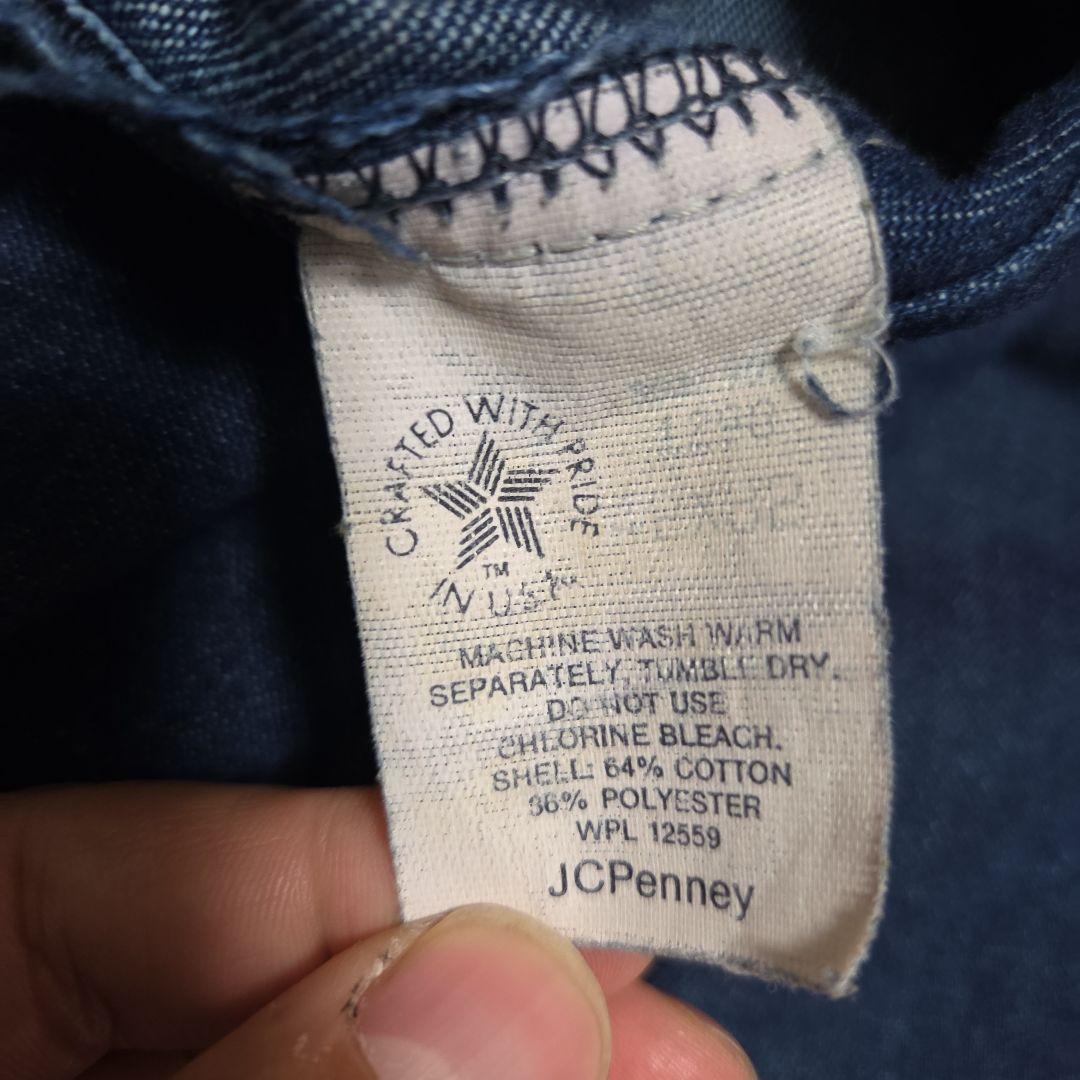 CRAFTED WITH PRIDE
TM
IN USA
MACHINE WASH WARM
SEPARATELY, TUMBLE DRY.
DO NOT USE
CHLORINE BLEACH.
SHELL: 64% COTTON
36% POLYESTER
WPL 12559
JCPenney